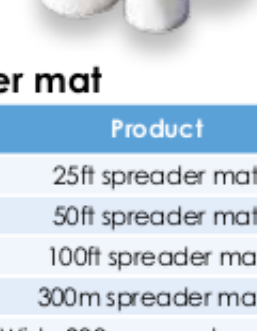 er mat
Product
25ft spreader mat
50ft spreader mat
100ft spreader ma
300m spreader ma